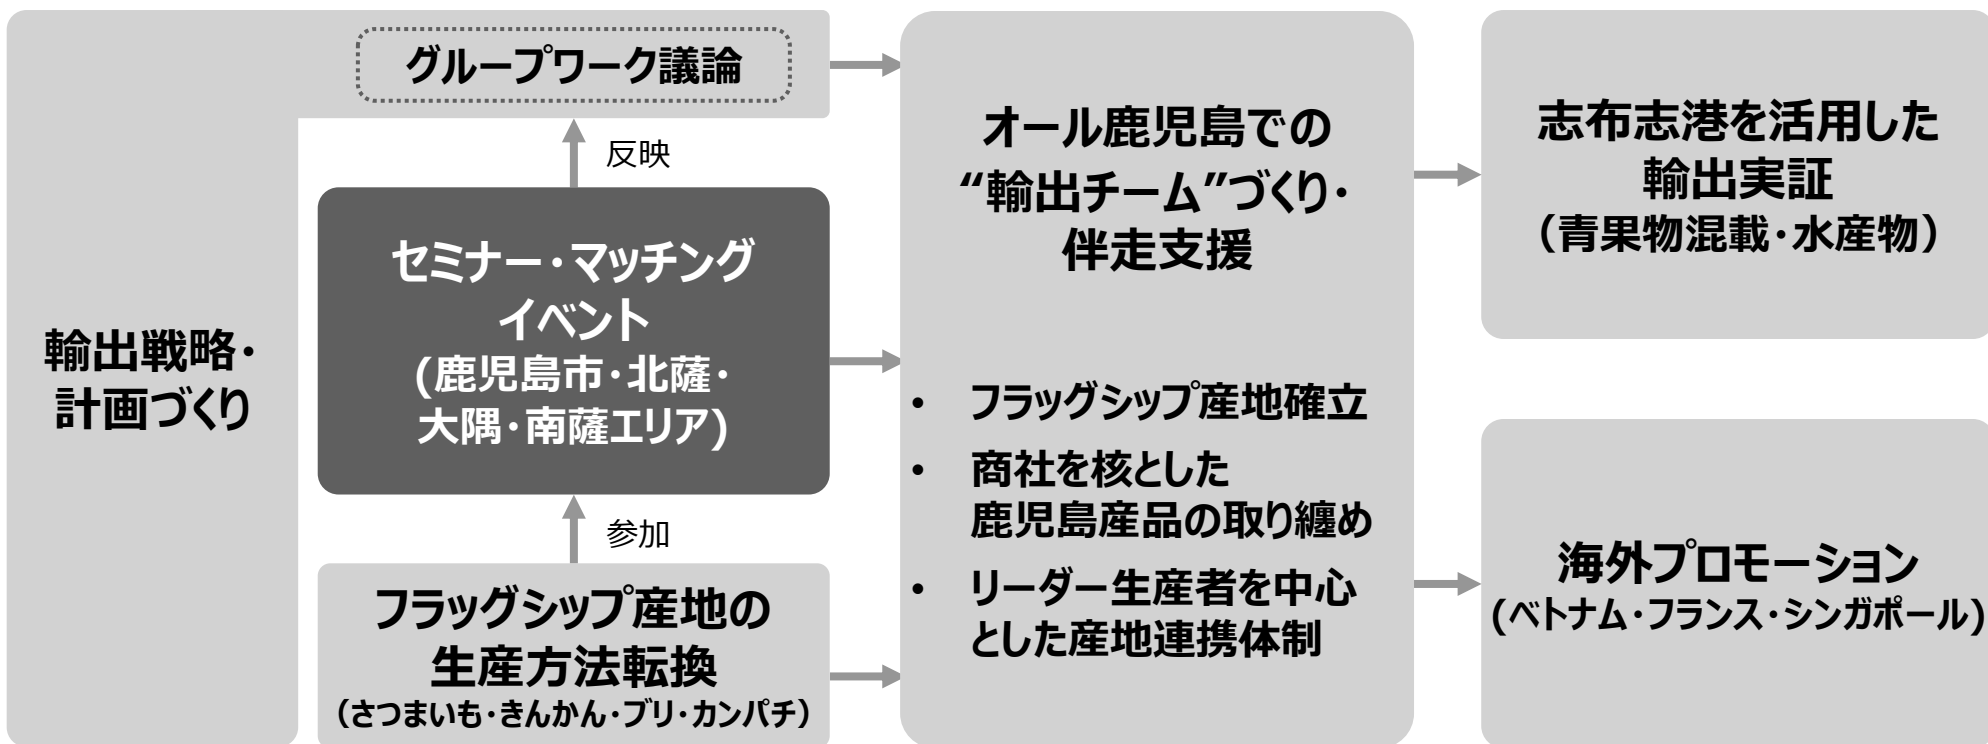 輸出戦略・
計画づくり
グループワーク議論
反映
セミナー・マッチング
イベント
(鹿児島市・北薩・
大隅・南薩エリア)
参加
フラッグシップ産地の
生産方法転換
（さつまいも・きんかん・ブリ・カンパチ）
オール鹿児島での
“輸出チーム”づくり・
伴走支援
・ フラッグシップ産地確立
・ 商社を核とした
鹿児島産品の取り纏め
・ リーダー生産者を中心
とした産地連携体制
志布志港を活用した
輸出実証
（青果物混載・水産物）
海外プロモーション
(ベトナム・フランス・シンガポール)